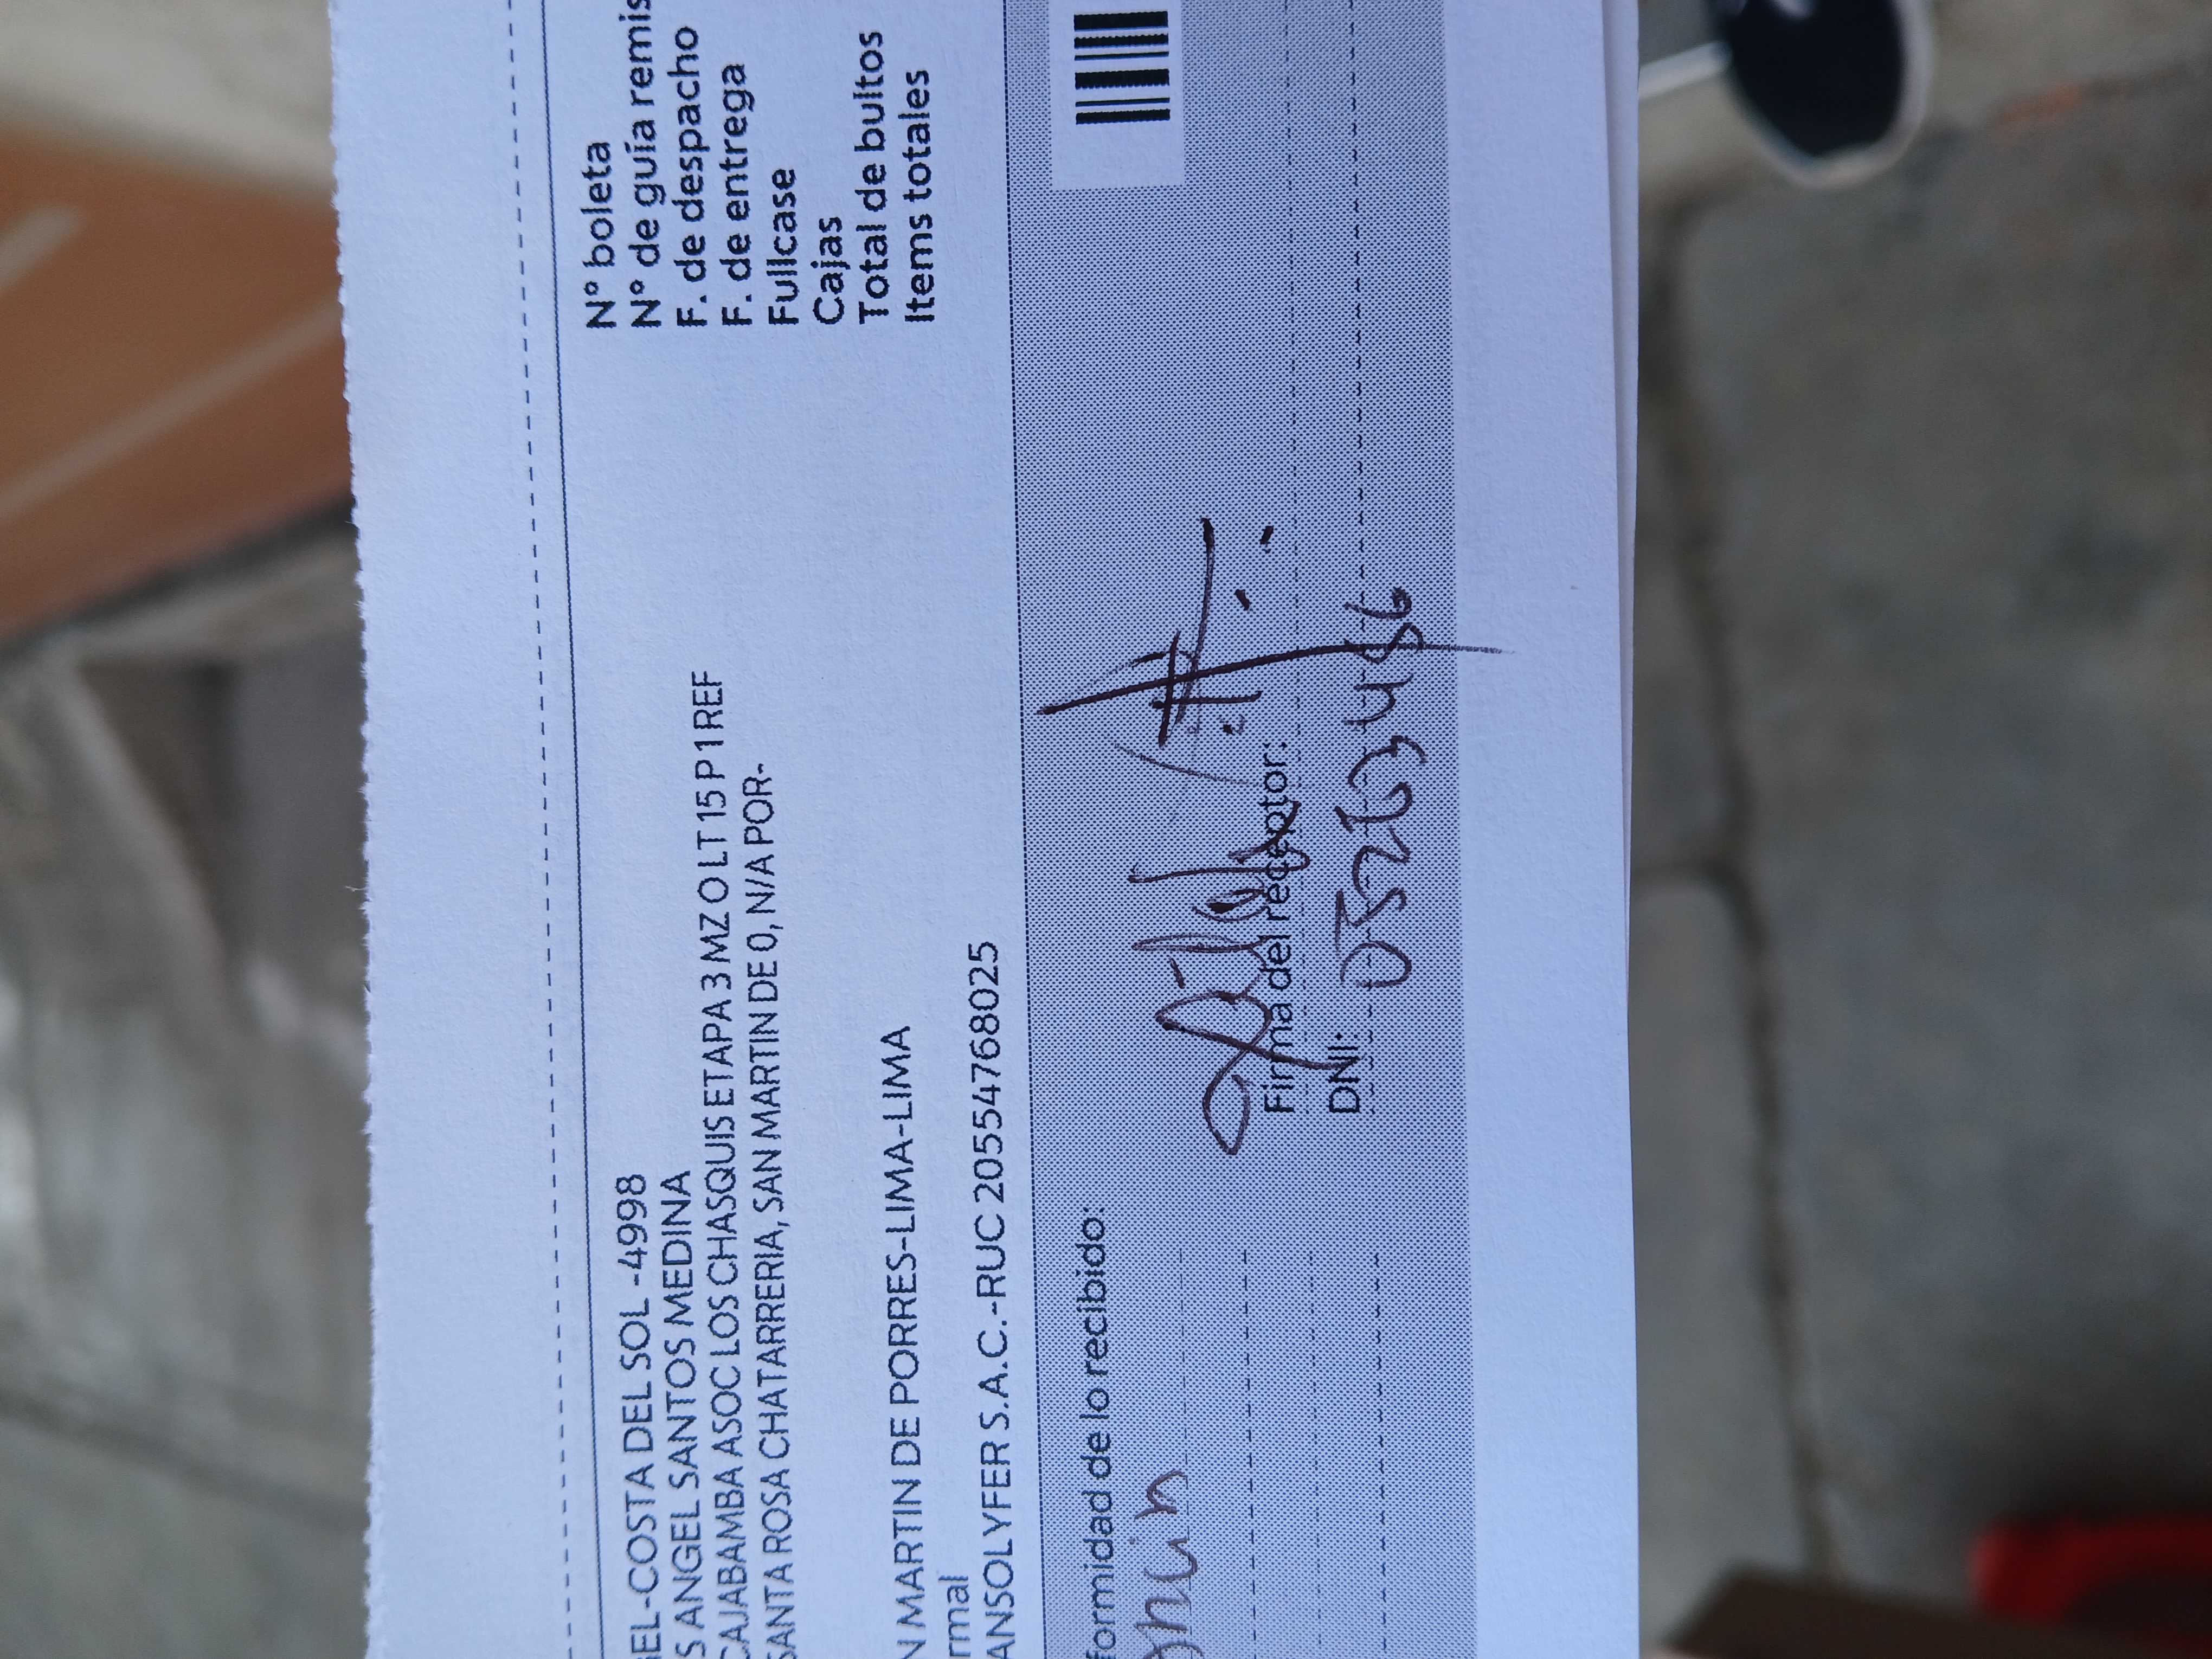 EL-COSTA DEL SOL -4998
S ANGEL SANTOS MEDINA
CAJABAMBA ASOC LOS CHASQUIS ETAPA 3 MZ O LT 15 P 1 REF
SANTA ROSA CHATARRERIA, SAN MARTIN DE 0, N/A POR-
N MARTIN DE PORRES-LIMA-LIMA
rmal
ANSOLYFER S.A.C.-RUC 20554768025
N° boleta
N° de guía remis
F. de despacho
F. de entrega
Fullcase
Cajas
Total de bultos
Items totales
formidad de lo recibido:
Firma del receptor:
DNI: